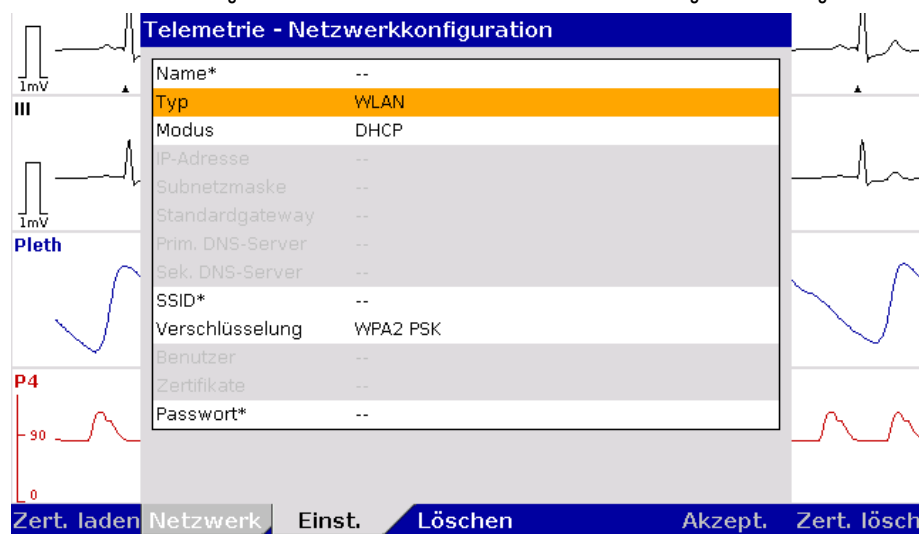 Telemetrie - Netzwerkkonfiguration
1mV
III
1mV
Pleth
P4
90
0
Name* --
Typ WLAN
Modus DHCP
IP-Adresse --
Subnetzmaske --
Standardgateway --
Prim. DNS-Server --
Sek. DNS-Server --
SSID* --
Verschlüsselung WPA2 PSK
Benutzer --
Zertifikate --
Passwort* --
Zert. laden Netzwerk Einst. Löschen Akzept. Zert. lösch